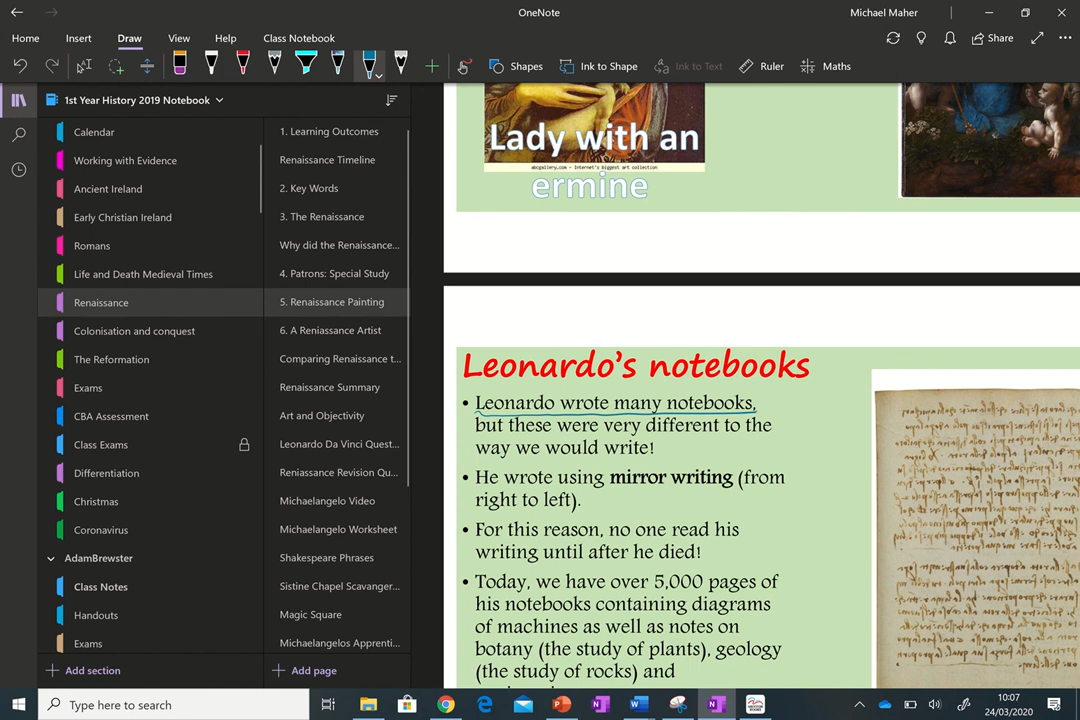 OneNote
Michael Maher
Home
Insert
Draw
View
Help
Class Notebook
Share
Shapes
Ink to Shape
Ink to Text
Ruler
Maths
1st Year History 2019 Notebook
Calendar
Working with Evidence
Ancient Ireland
Early Christian Ireland
Romans
Life and Death Medieval Times
Renaissance
Colonisation and conquest
The Reformation
Exams
CBA Assessment
Class Exams
Differentiation
Christmas
Coronavirus
AdamBrewster
Class Notes
Handouts
Exams
Add section
1. Learning Outcomes
Renaissance Timeline
2. Key Words
3. The Renaissance
Why did the Renaissance...
4. Patrons: Special Study
5. Renaissance Painting
6. A Reniassance Artist
Comparing Renaissance t...
Renaissance Summary
Art and Objectivity
Leonardo Da Vinci Quest...
Reniassance Revision Qu...
Michaelangelo Video
Michaelangelo Worksheet
Shakespeare Phrases
Sistine Chapel Scavanger...
Magic Square
Michaelangelos Apprenti...
Add page
Lady with an
abcgallery.com - Internet's biggest art collection
ermine
Leonardo's notebooks
• Leonardo wrote many notebooks,
but these were very different to the
way we would write!
• He wrote using mirror writing (from
right to left).
• For this reason, no one read his
writing until after he died!
• Today, we have over 5,000 pages of
his notebooks containing diagrams
of machines as well as notes on
botany (the study of plants), geology
(the study of rocks) and
Type here to search
10:07
24/03/2020